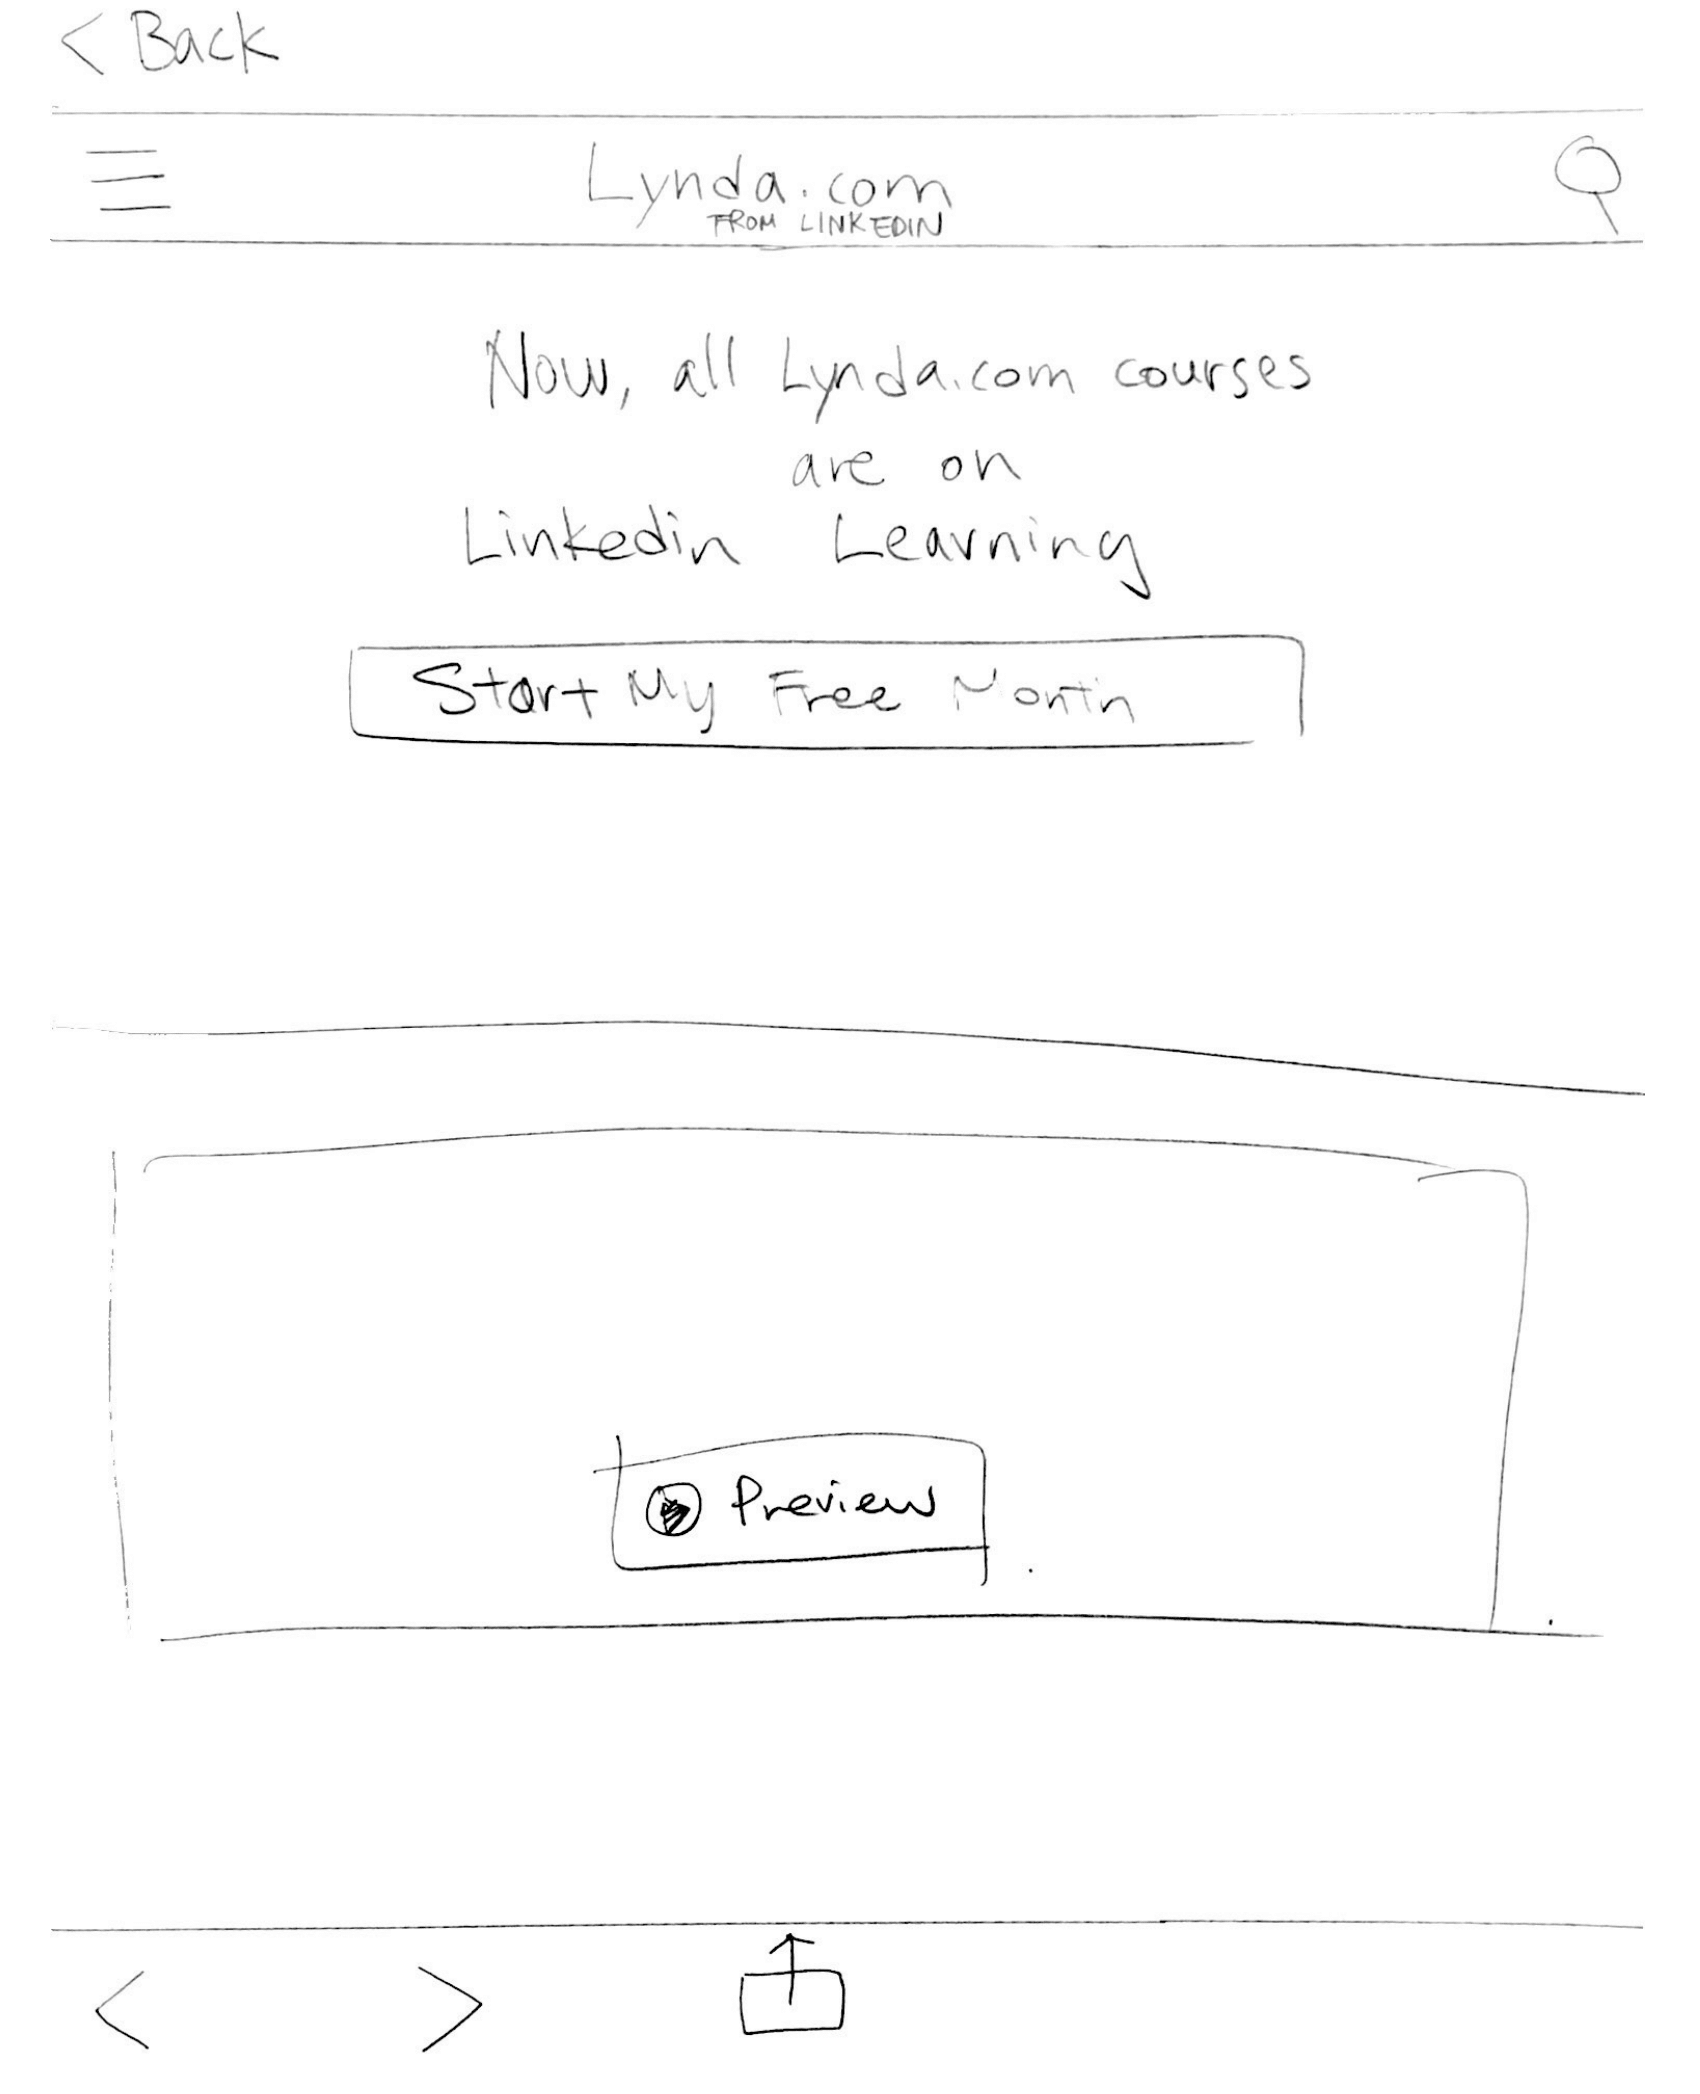 < Back
Lynda.com
FROM LINKEDIN
Now, all Lynda.com courses
are on
Linkedin Learning
Start My Free Month
Preview